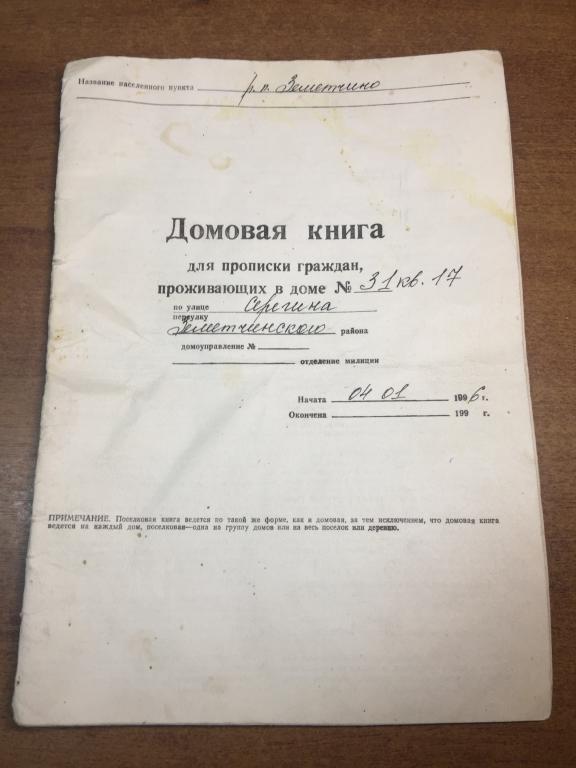 Название населенного пункта р.п. Земетчино
Домовая книга
для прописки граждан,
проживающих в доме № 31 кв. 17
по улице Серегина
переулку
Земетчинского района
домоуправление №
отделение милиции
Начата 04 01 1996 г.
Окончена 199 г.
ПРИМЕЧАНИЕ. Поселковая книга ведется по такой же форме, как и домовая, за тем исключением, что домовая книга
ведется на каждый дом, поселковая—одна на группу домов или на весь поселок или деревню.